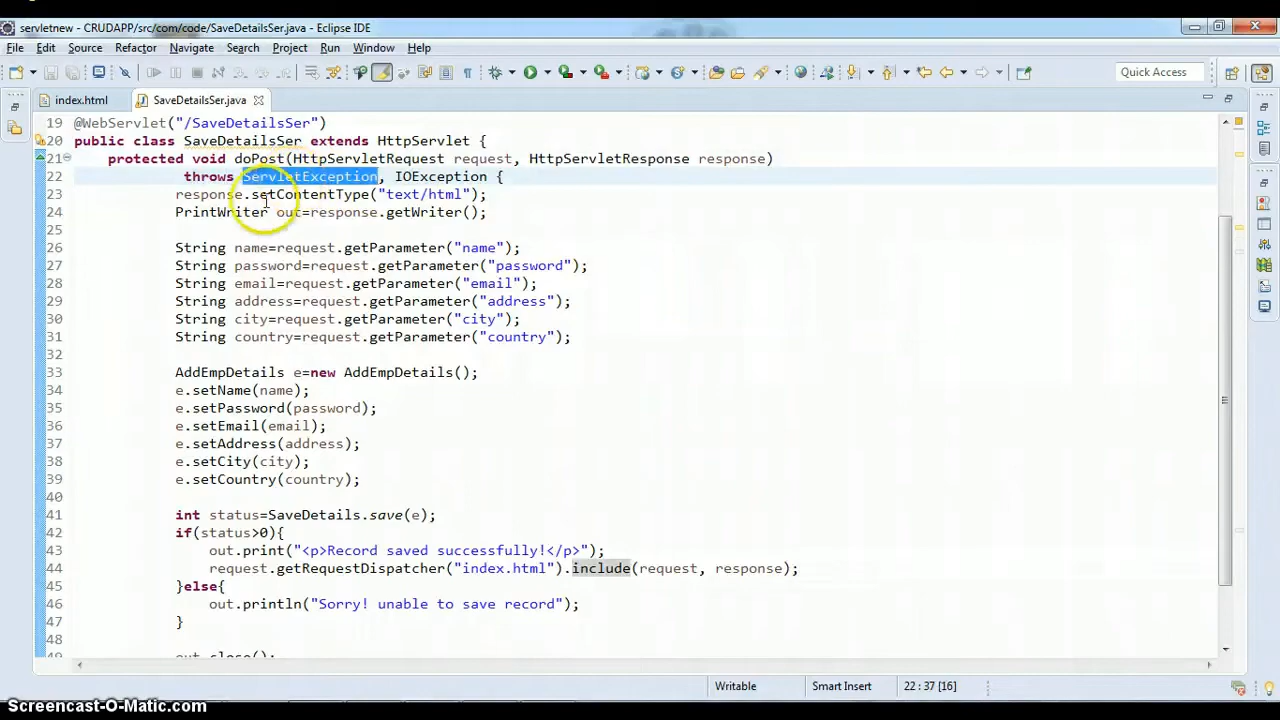 servletnew - CRUDAPP/src/com/code/SaveDetailsSer.java - Eclipse IDE
File Edit Source Refactor Navigate Search Project Run Window Help
Quick Access
index.html SaveDetailsSer.java
19 @WebServlet("/SaveDetailsSer")
20 public class SaveDetailsSer extends HttpServlet {
21 protected void doPost(HttpServletRequest request, HttpServletResponse response)
22 throws ServletException, IOException {
23 response.setContentType("text/html");
24 PrintWriter out=response.getWriter();
25
26 String name=request.getParameter("name");
27 String password=request.getParameter("password");
28 String email=request.getParameter("email");
29 String address=request.getParameter("address");
30 String city=request.getParameter("city");
31 String country=request.getParameter("country");
32
33 AddEmpDetails e=new AddEmpDetails();
34 e.setName(name);
35 e.setPassword(password);
36 e.setEmail(email);
37 e.setAddress(address);
38 e.setCity(city);
39 e.setCountry(country);
40
41 int status=SaveDetails.save(e);
42 if(status>0){
43 out.print("<p>Record saved successfully!</p>");
44 request.getRequestDispatcher("index.html").include(request, response);
45 }else{
46 out.println("Sorry! unable to save record");
47 }
48
49 out.close();
Writable Smart Insert 22 : 37 [16]
Screencast-O-Matic.com